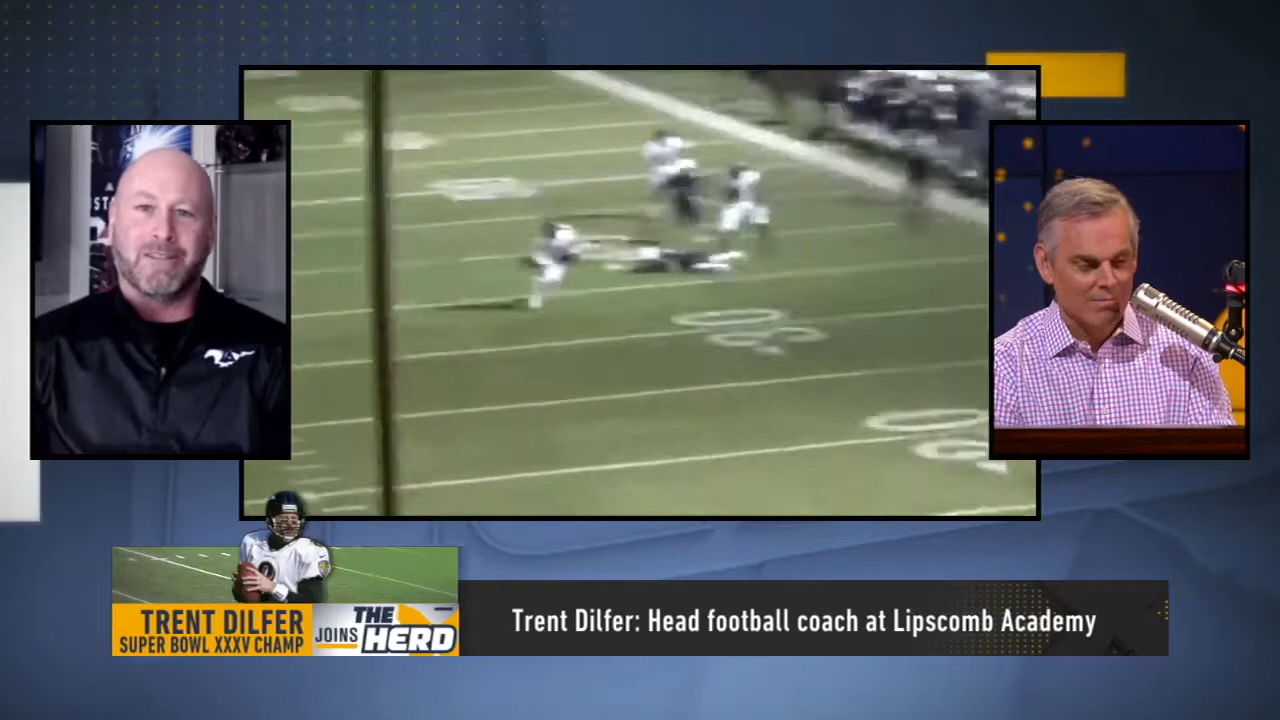 TRENT DILFER
SUPER BOWL XXXV CHAMP
JOINS
THE
HERD
Trent Dilfer: Head football coach at Lipscomb Academy